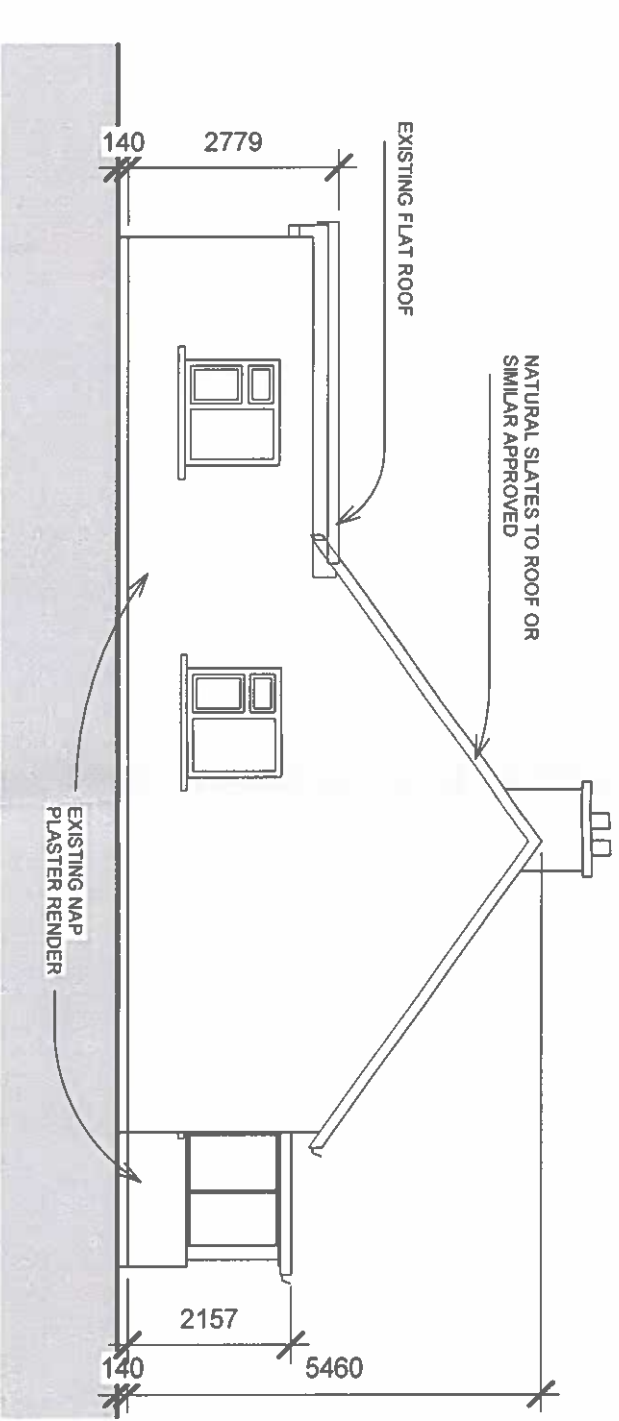 NATURAL SLATES TO ROOF OR
SIMILAR APPROVED
EXISTING FLAT ROOF
2779
140
EXISTING NAP
PLASTER RENDER
2157
5460
140